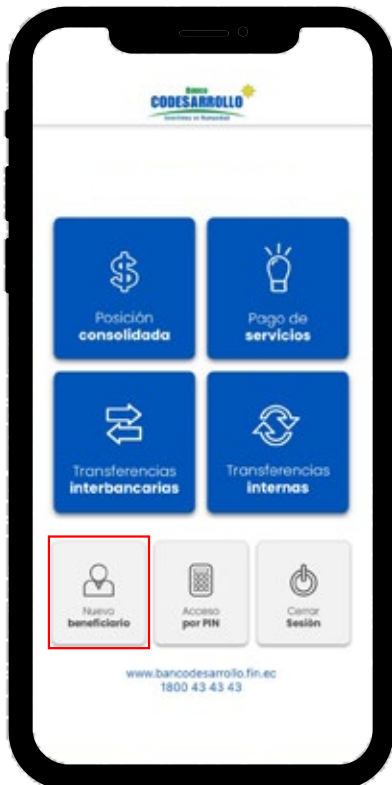 Banco
CODESARROLLO
Posición
consolidada
Pago de
servicios
Transferencias
interbancarias
Transferencias
internas
Nuevo
beneficiario
Acceso
por PIN
Cerrar
Sesión
www.bancodesarrollo.fin.ec
1800 43 43 43